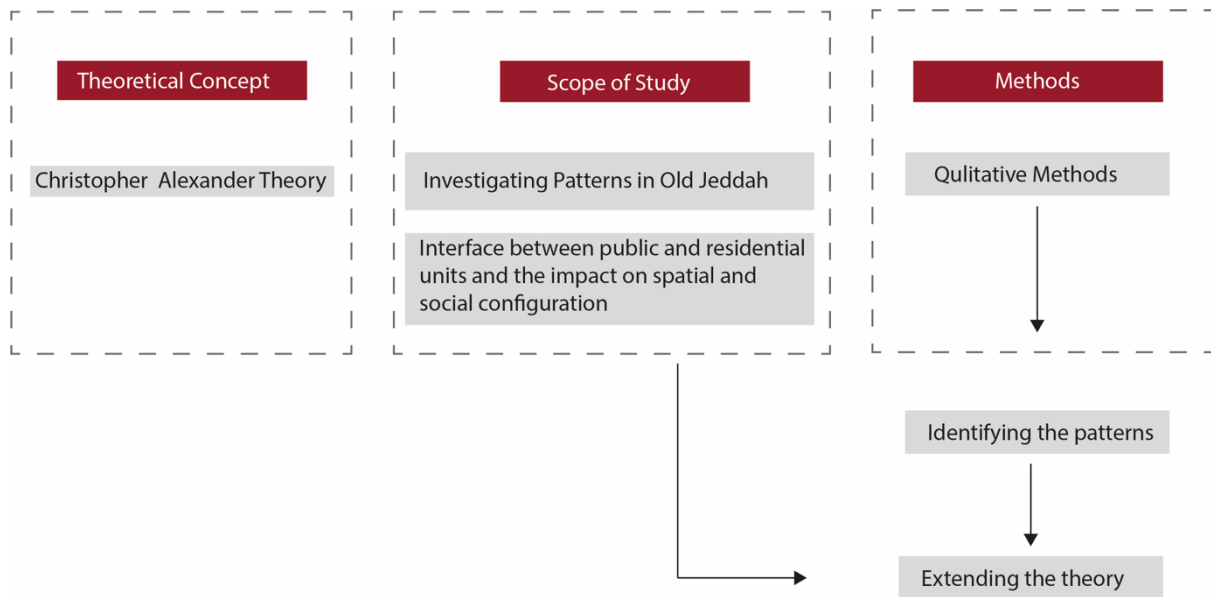 Theoretical Concept
Christopher Alexander Theory
Scope of Study
Investigating Patterns in Old Jeddah
Interface between public and residential
units and the impact on spatial and
social configuration
Methods
Qulitative Methods
Identifying the patterns
Extending the theory